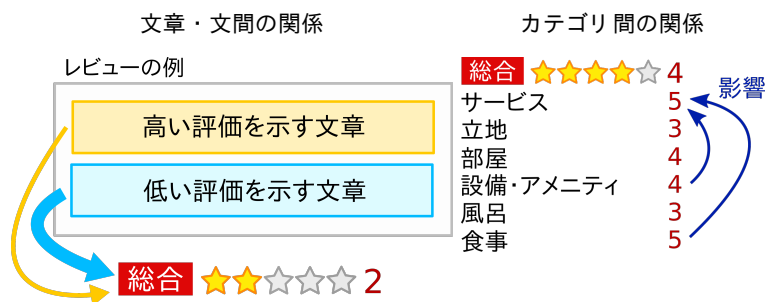 文章・文間の関係
レビューの例
高い評価を示す文章
低い評価を示す文章
総合 2
カテゴリ間の関係
総合 4
影響
サービス 5
立地 3
部屋 4
設備・アメニティ 4
風呂 3
食事 5